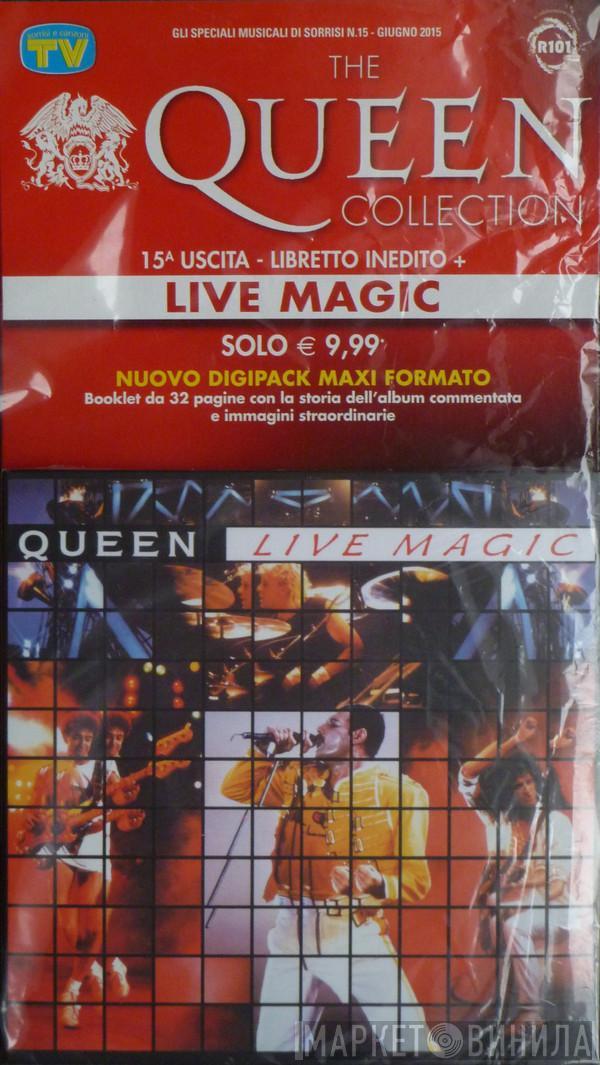 sorrisi e canzoni
TV
GLI SPECIALI MUSICALI DI SORRISI N.15 - GIUGNO 2015
R101
THE
QUEEN
COLLECTION
15ᴬ USCITA - LIBRETTO INEDITO +
LIVE MAGIC
SOLO € 9,99*
NUOVO DIGIPACK MAXI FORMATO
Booklet da 32 pagine con la storia dell'album commentata
e immagini straordinarie
QUEEN LIVE MAGIC
МАРКЕТ ВИНИЛА